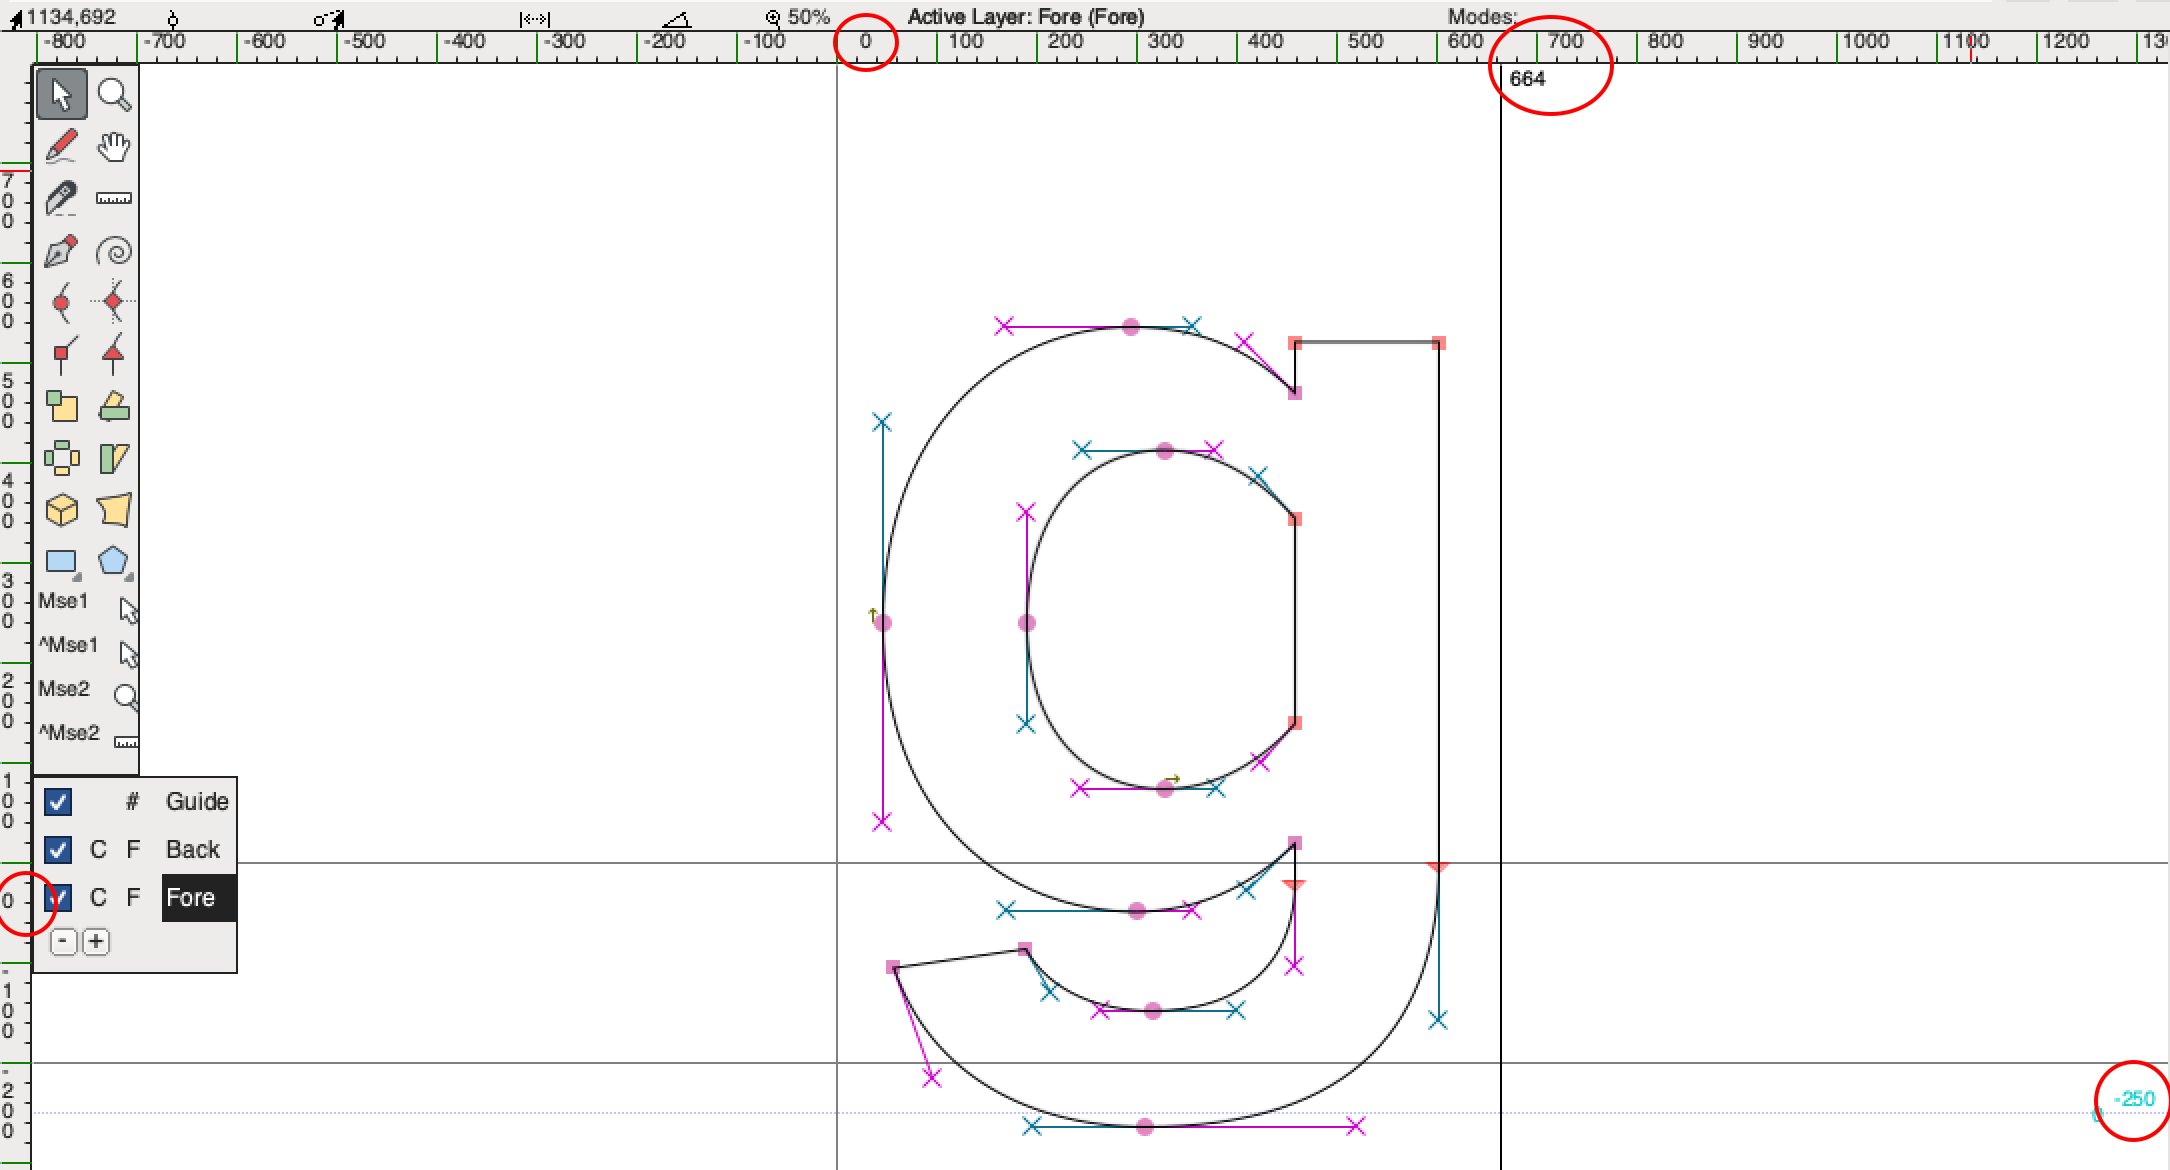 1134,692 50% Active Layer: Fore (Fore) Modes:
-800 -700 -600 -500 -400 -300 -200 -100 0 100 200 300 400 500 600 700 800 900 1000 1100 1200 13
664
700
600
500
400
300
200
100
0
-100
-200
Mse1
^Mse1
Mse2
^Mse2
# Guide
C F Back
C F Fore
- +
-250
g